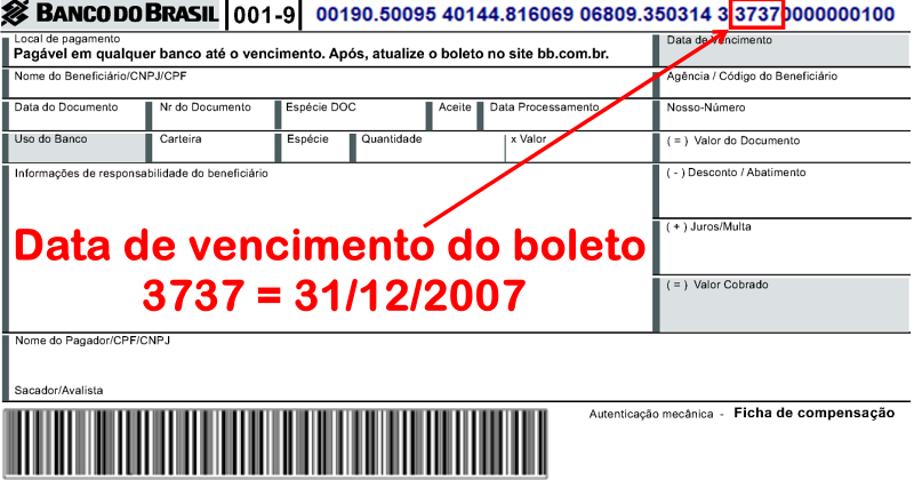 BANCO DO BRASIL 001-9 00190.50095 40144.816069 06809.350314 3 37370000000100
Local de pagamento
Pagável em qualquer banco até o vencimento. Após, atualize o boleto no site bb.com.br.
Data de Vencimento
Nome do Beneficiário/CNPJ/CPF
Agência / Código do Beneficiário
Data do Documento Nr do Documento Espécie DOC Aceite Data Processamento Nosso-Número
Uso do Banco Carteira Espécie Quantidade x Valor ( = ) Valor do Documento
Informações de responsabilidade do beneficiário
( - ) Desconto / Abatimento
( + ) Juros/Multa
Data de vencimento do boleto
3737 = 31/12/2007
( = ) Valor Cobrado
Nome do Pagador/CPF/CNPJ
Sacador/Avalista
Autenticação mecânica - Ficha de compensação